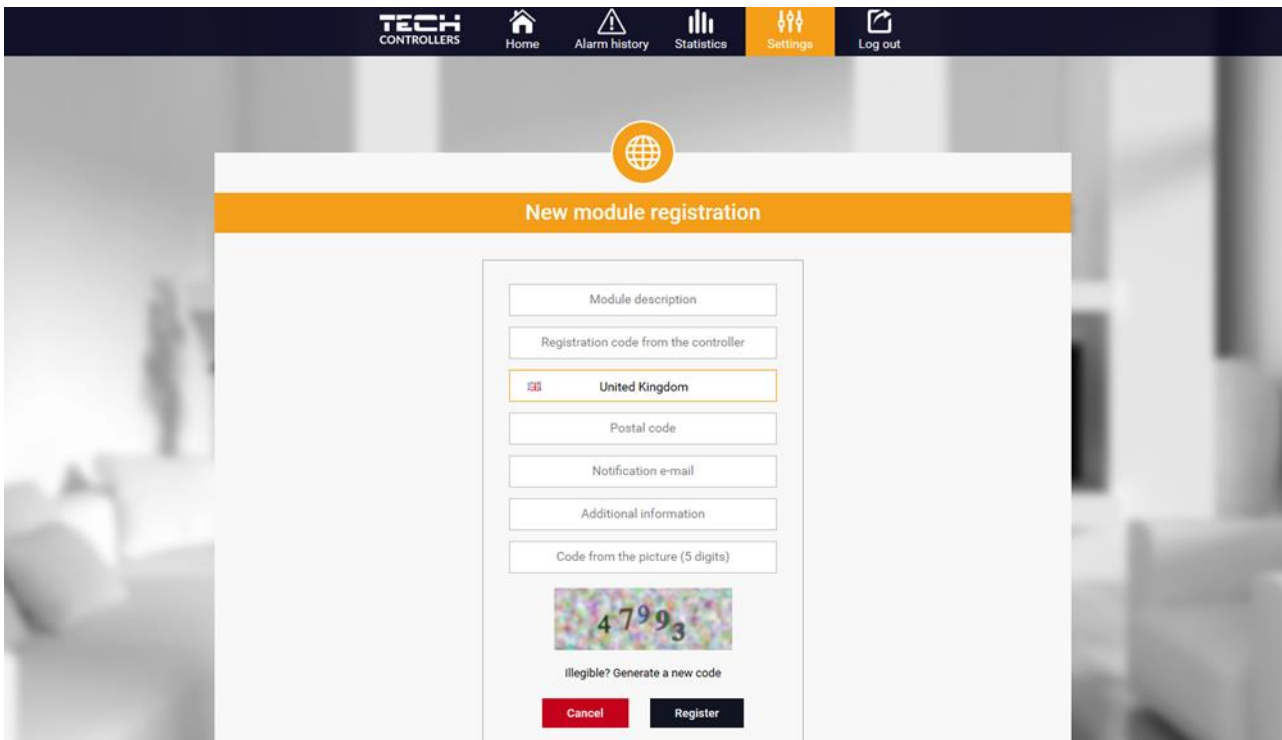 TECH
CONTROLLERS
Home
Alarm history
Statistics
Settings
Log out
New module registration
Module description
Registration code from the controller
United Kingdom
Postal code
Notification e-mail
Additional information
Code from the picture (5 digits)
47993
Illegible? Generate a new code
Cancel
Register